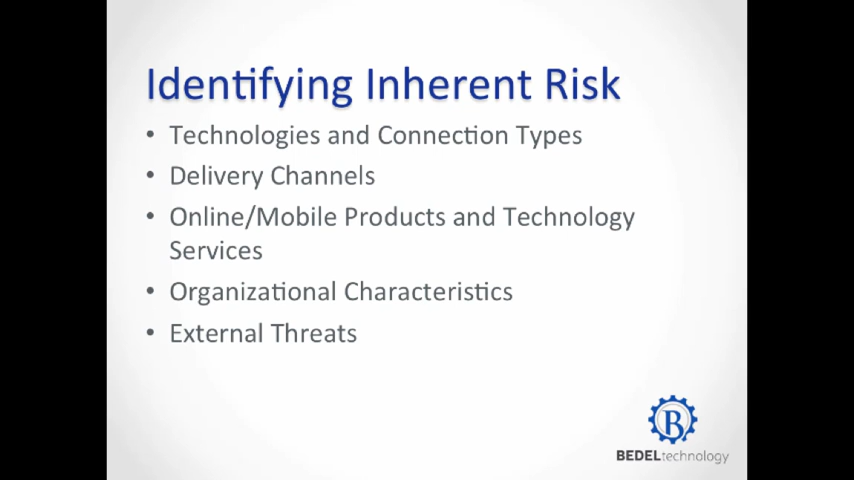 Identifying Inherent Risk
• Technologies and Connection Types
• Delivery Channels
• Online/Mobile Products and Technology
Services
• Organizational Characteristics
• External Threats
B
BEDELtechnology